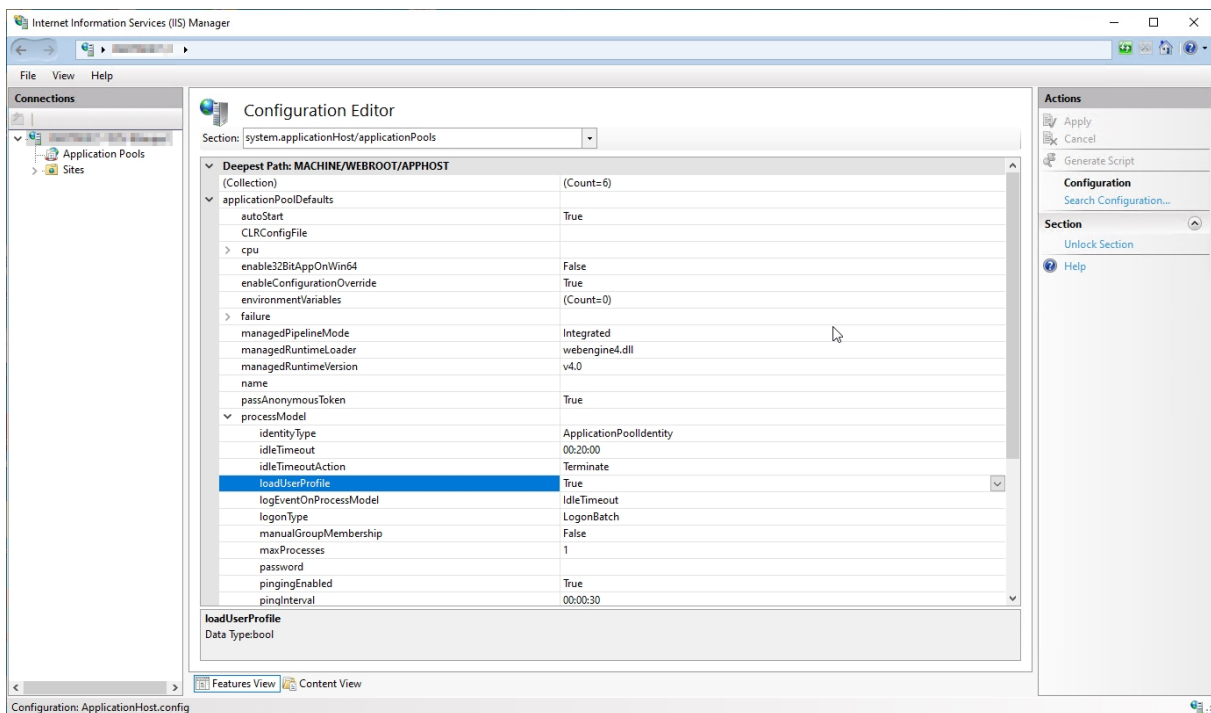 Internet Information Services (IIS) Manager
File View Help
Connections
Application Pools
Sites
Configuration Editor
Section: system.applicationHost/applicationPools
Deepest Path: MACHINE/WEBROOT/APPHOST
(Collection) (Count=6)
applicationPoolDefaults
autoStart True
CLRConfigFile
cpu
enable32BitAppOnWin64 False
enableConfigurationOverride True
environmentVariables (Count=0)
failure
managedPipelineMode Integrated
managedRuntimeLoader webengine4.dll
managedRuntimeVersion v4.0
name
passAnonymousToken True
processModel
identityType ApplicationPoolIdentity
idleTimeout 00:20:00
idleTimeoutAction Terminate
loadUserProfile True
logEventOnProcessModel IdleTimeout
logonType LogonBatch
manualGroupMembership False
maxProcesses 1
password
pingingEnabled True
pingInterval 00:00:30
loadUserProfile
Data Type:bool
Features View Content View
Actions
Apply
Cancel
Generate Script
Configuration
Search Configuration...
Section
Unlock Section
Help
Configuration: ApplicationHost.config